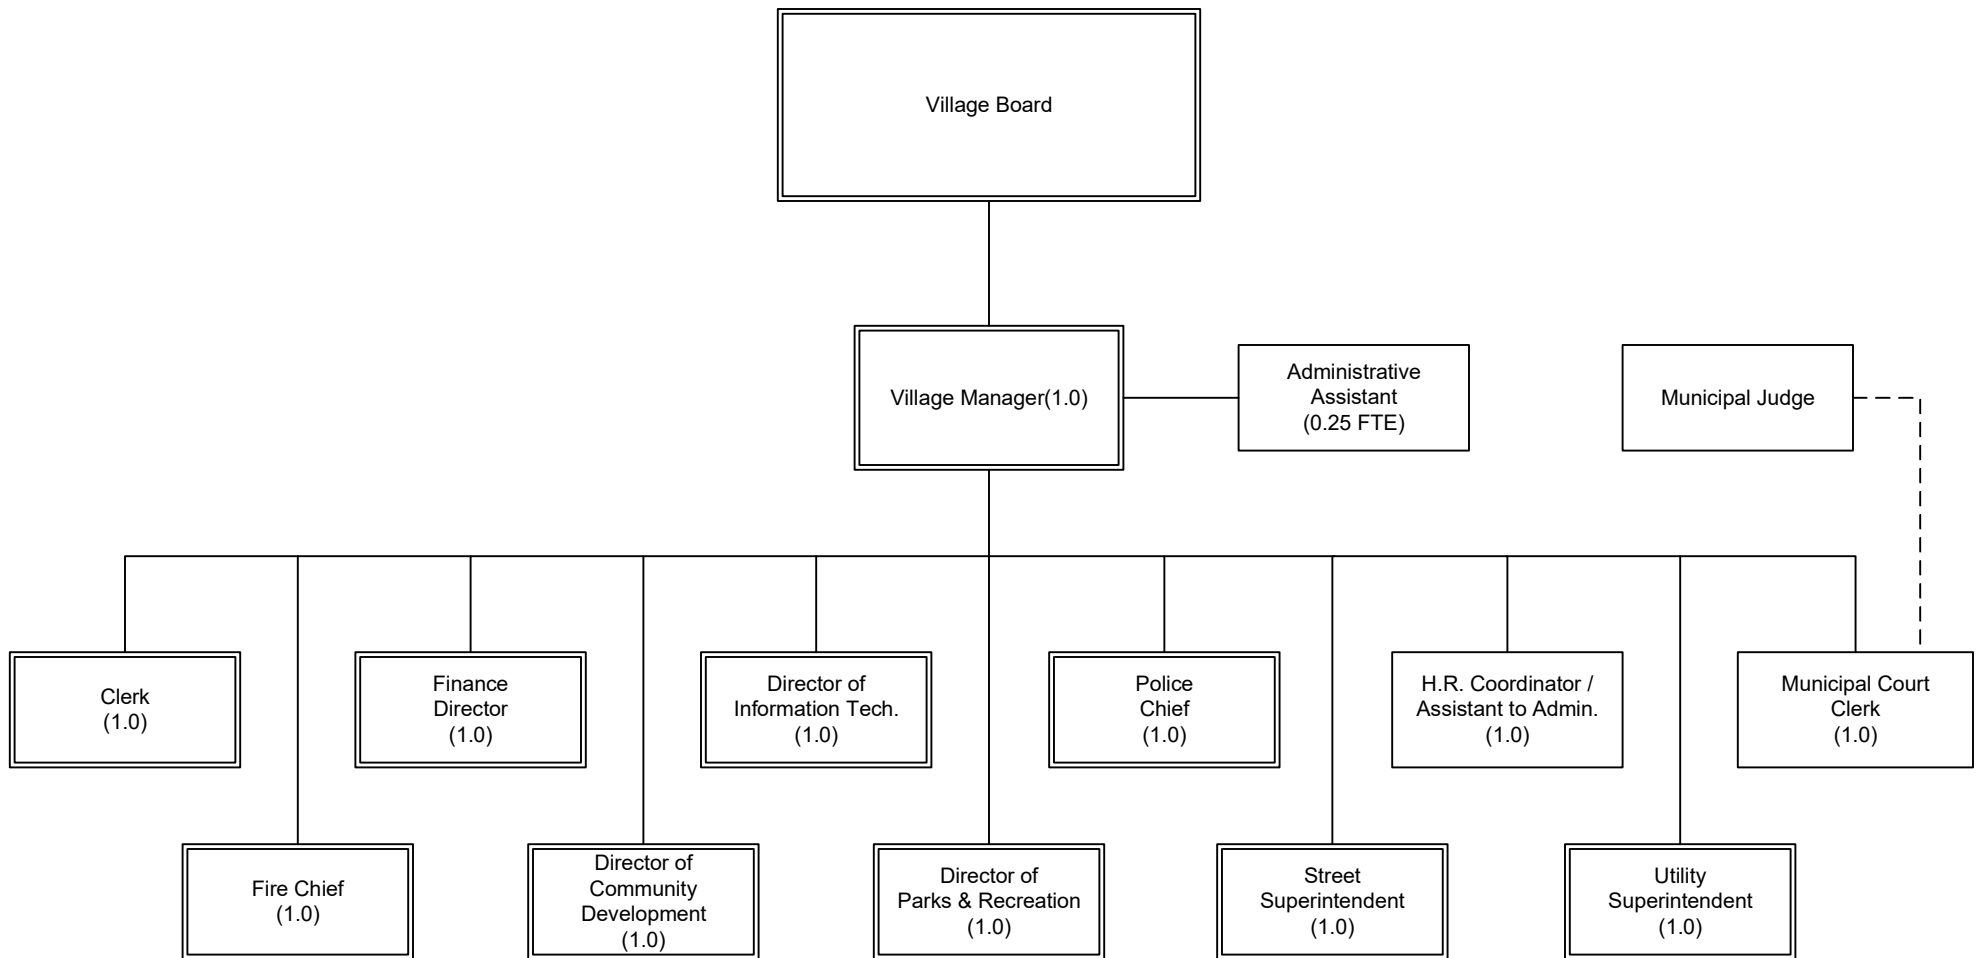 Village Board
Village Manager(1.0)
Administrative
Assistant
(0.25 FTE)
Municipal Judge
Clerk
(1.0)
Finance
Director
(1.0)
Director of
Information Tech.
(1.0)
Police
Chief
(1.0)
H.R. Coordinator /
Assistant to Admin.
(1.0)
Municipal Court
Clerk
(1.0)
Fire Chief
(1.0)
Director of
Community
Development
(1.0)
Director of
Parks & Recreation
(1.0)
Street
Superintendent
(1.0)
Utility
Superintendent
(1.0)